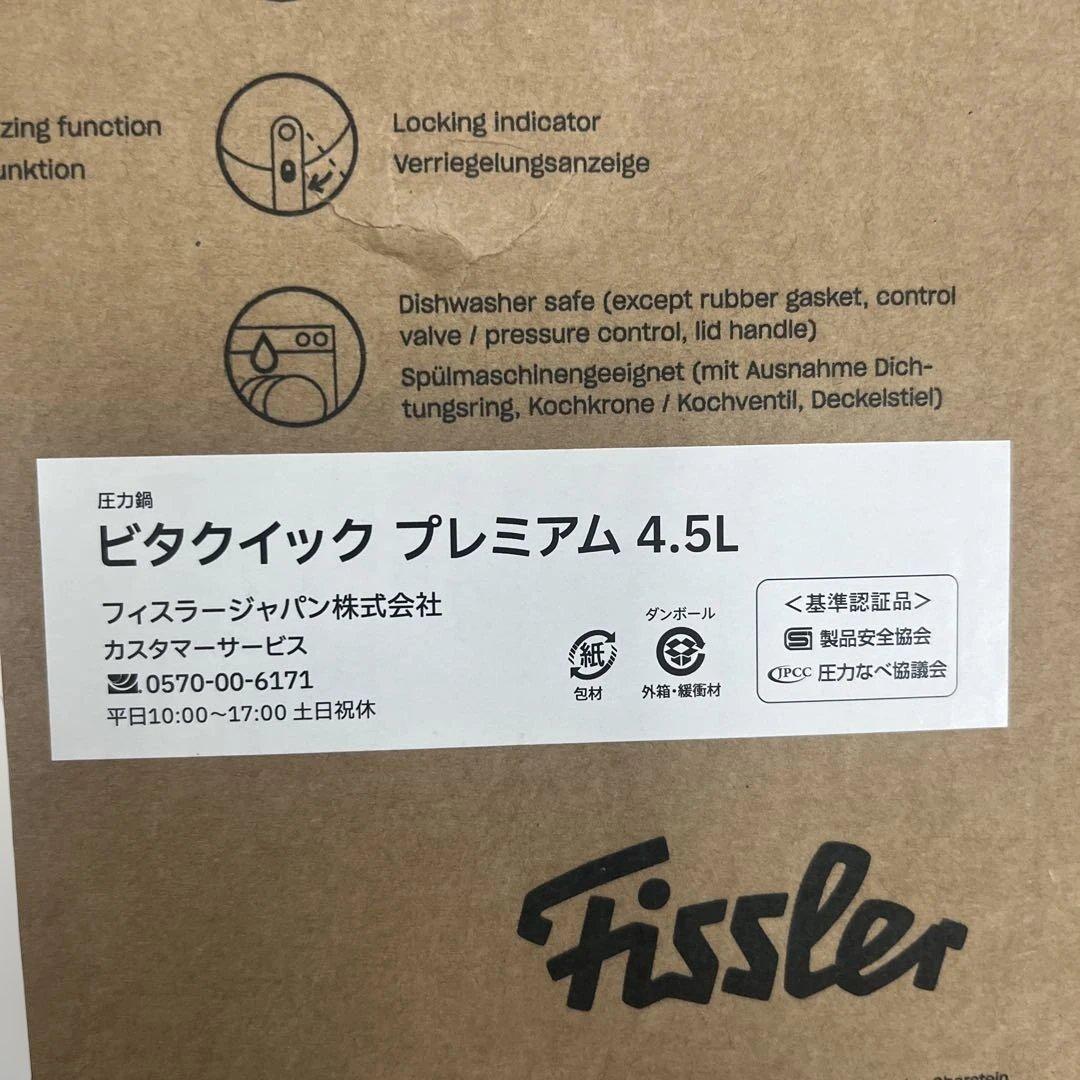 zing function
unktion
Locking indicator
Verriegelungsanzeige
Dishwasher safe (except rubber gasket, control
valve / pressure control, lid handle)
Spülmaschinengeeignet (mit Ausnahme Dich-
tungsring, Kochkrone / Kochventil, Deckelstiel)
圧力鍋
ビタクイック プレミアム 4.5L
フィスラージャパン株式会社
カスタマーサービス
0570-00-6171
平日10:00～17:00 土日祝休
紙
包材
ダンボール
外箱・緩衝材
＜基準認証品＞
S 製品安全協会
JPCC 圧力なべ協議会
Fissler